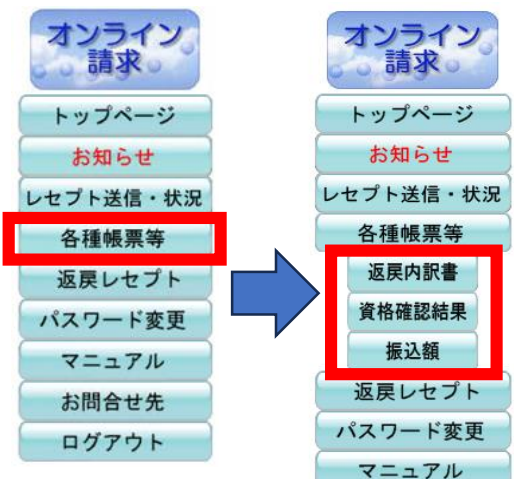 オンライン
請求
トップページ
お知らせ
レセプト送信・状況
各種帳票等
返戻レセプト
パスワード変更
マニュアル
お問合せ先
ログアウト
オンライン
請求
トップページ
お知らせ
レセプト送信・状況
各種帳票等
返戻内訳書
資格確認結果
振込額
返戻レセプト
パスワード変更
マニュアル